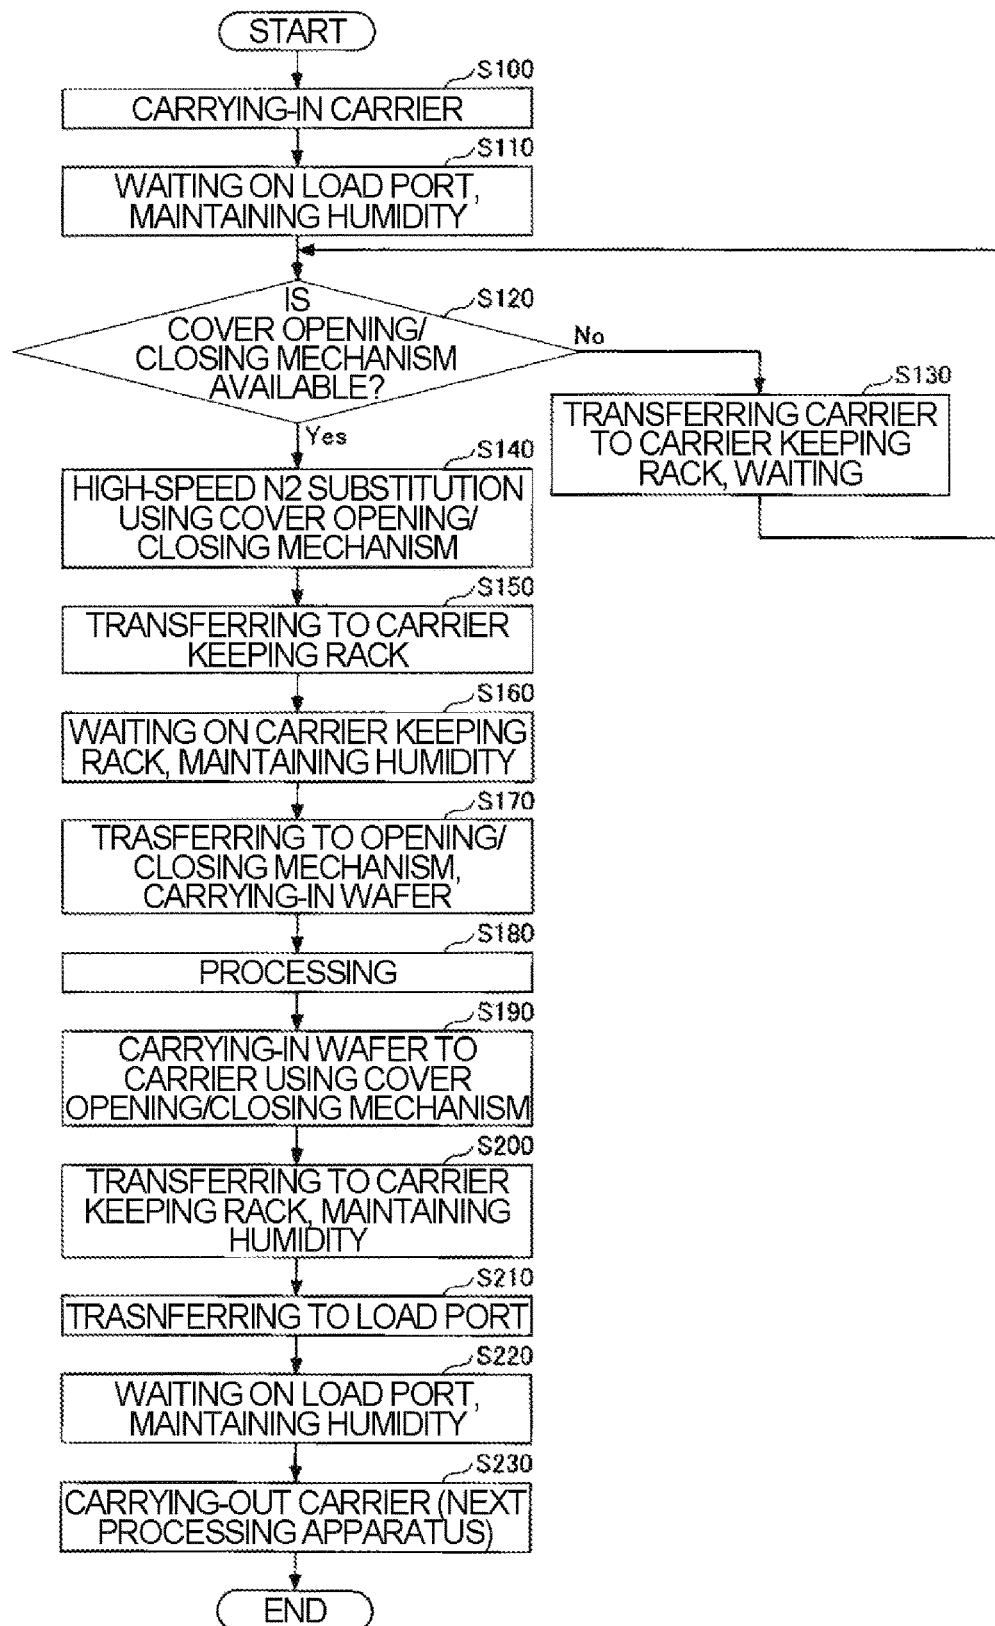 START
S100
CARRYING-IN CARRIER
S110
WAITING ON LOAD PORT,
MAINTAINING HUMIDITY
S120
IS
COVER OPENING/
CLOSING MECHANISM
AVAILABLE?
No
S130
TRANSFERRING CARRIER
TO CARRIER KEEPING
RACK, WAITING
Yes
S140
HIGH-SPEED N2 SUBSTITUTION
USING COVER OPENING/
CLOSING MECHANISM
S150
TRANSFERRING TO CARRIER
KEEPING RACK
S160
WAITING ON CARRIER KEEPING
RACK, MAINTAINING HUMIDITY
S170
TRASFERRING TO OPENING/
CLOSING MECHANISM,
CARRYING-IN WAFER
S180
PROCESSING
S190
CARRYING-IN WAFER TO
CARRIER USING COVER
OPENING/CLOSING MECHANISM
S200
TRANSFERRING TO CARRIER
KEEPING RACK, MAINTAINING
HUMIDITY
S210
TRASNFERRING TO LOAD PORT
S220
WAITING ON LOAD PORT,
MAINTAINING HUMIDITY
S230
CARRYING-OUT CARRIER (NEXT
PROCESSING APPARATUS)
END